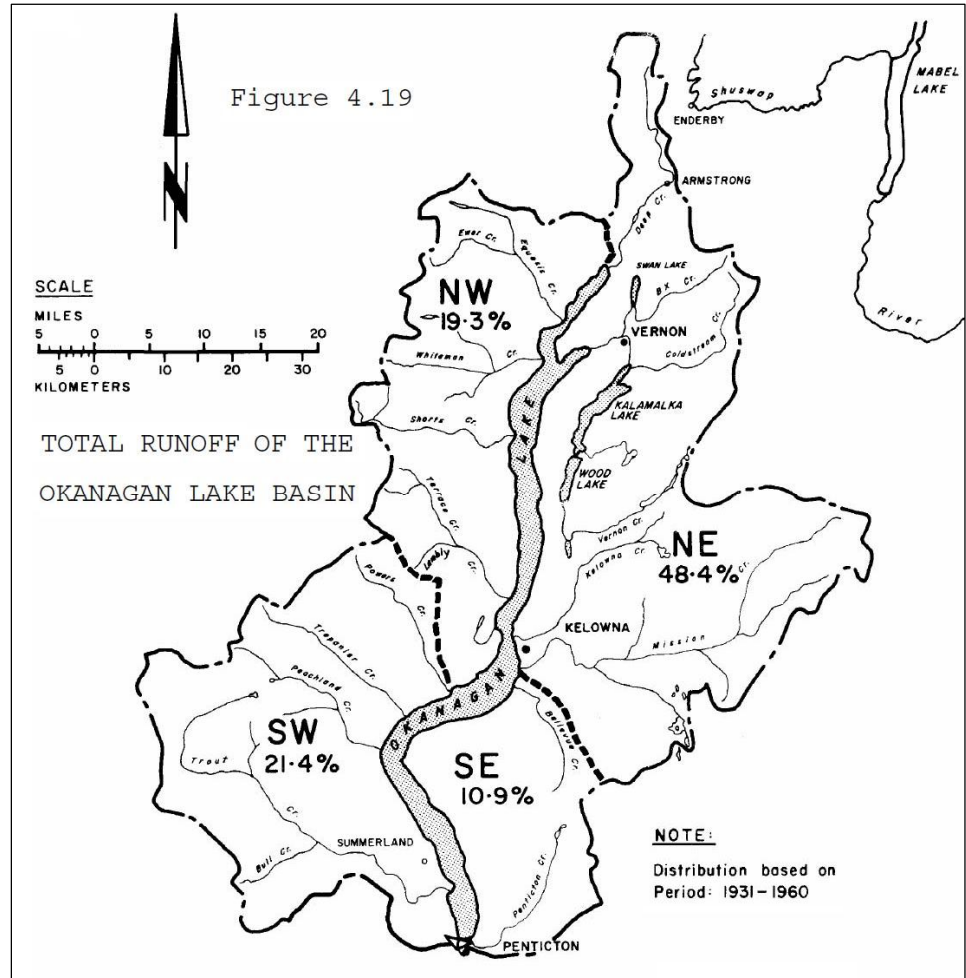 Figure 4.19
N
SCALE
MILES
5 0 5 10 15 20
5 0 10 20 30
KILOMETERS
TOTAL RUNOFF OF THE
OKANAGAN LAKE BASIN
MABEL
LAKE
Shuswap
ENDERBY
ARMSTRONG
River
Deep Cr.
Ewer Cr.
Equesis Cr.
SWAN LAKE
BX Cr.
NW
19.3%
VERNON
Coldstream Cr.
Whiteman Cr.
KALAMALKA
LAKE
Shorts Cr.
WOOD
LAKE
Terrace Cr.
Vernon Cr.
Lambly Cr.
Kelowna Cr.
NE
48.4%
Powers Cr.
KELOWNA
Mission Cr.
Trepanier Cr.
Peachland Cr.
OKANAGAN LAKE
Bellevue Cr.
SW
21.4%
SE
10.9%
Trout Cr.
SUMMERLAND
Bull Cr.
Penticton Cr.
PENTICTON
NOTE:
Distribution based on
Period: 1931-1960